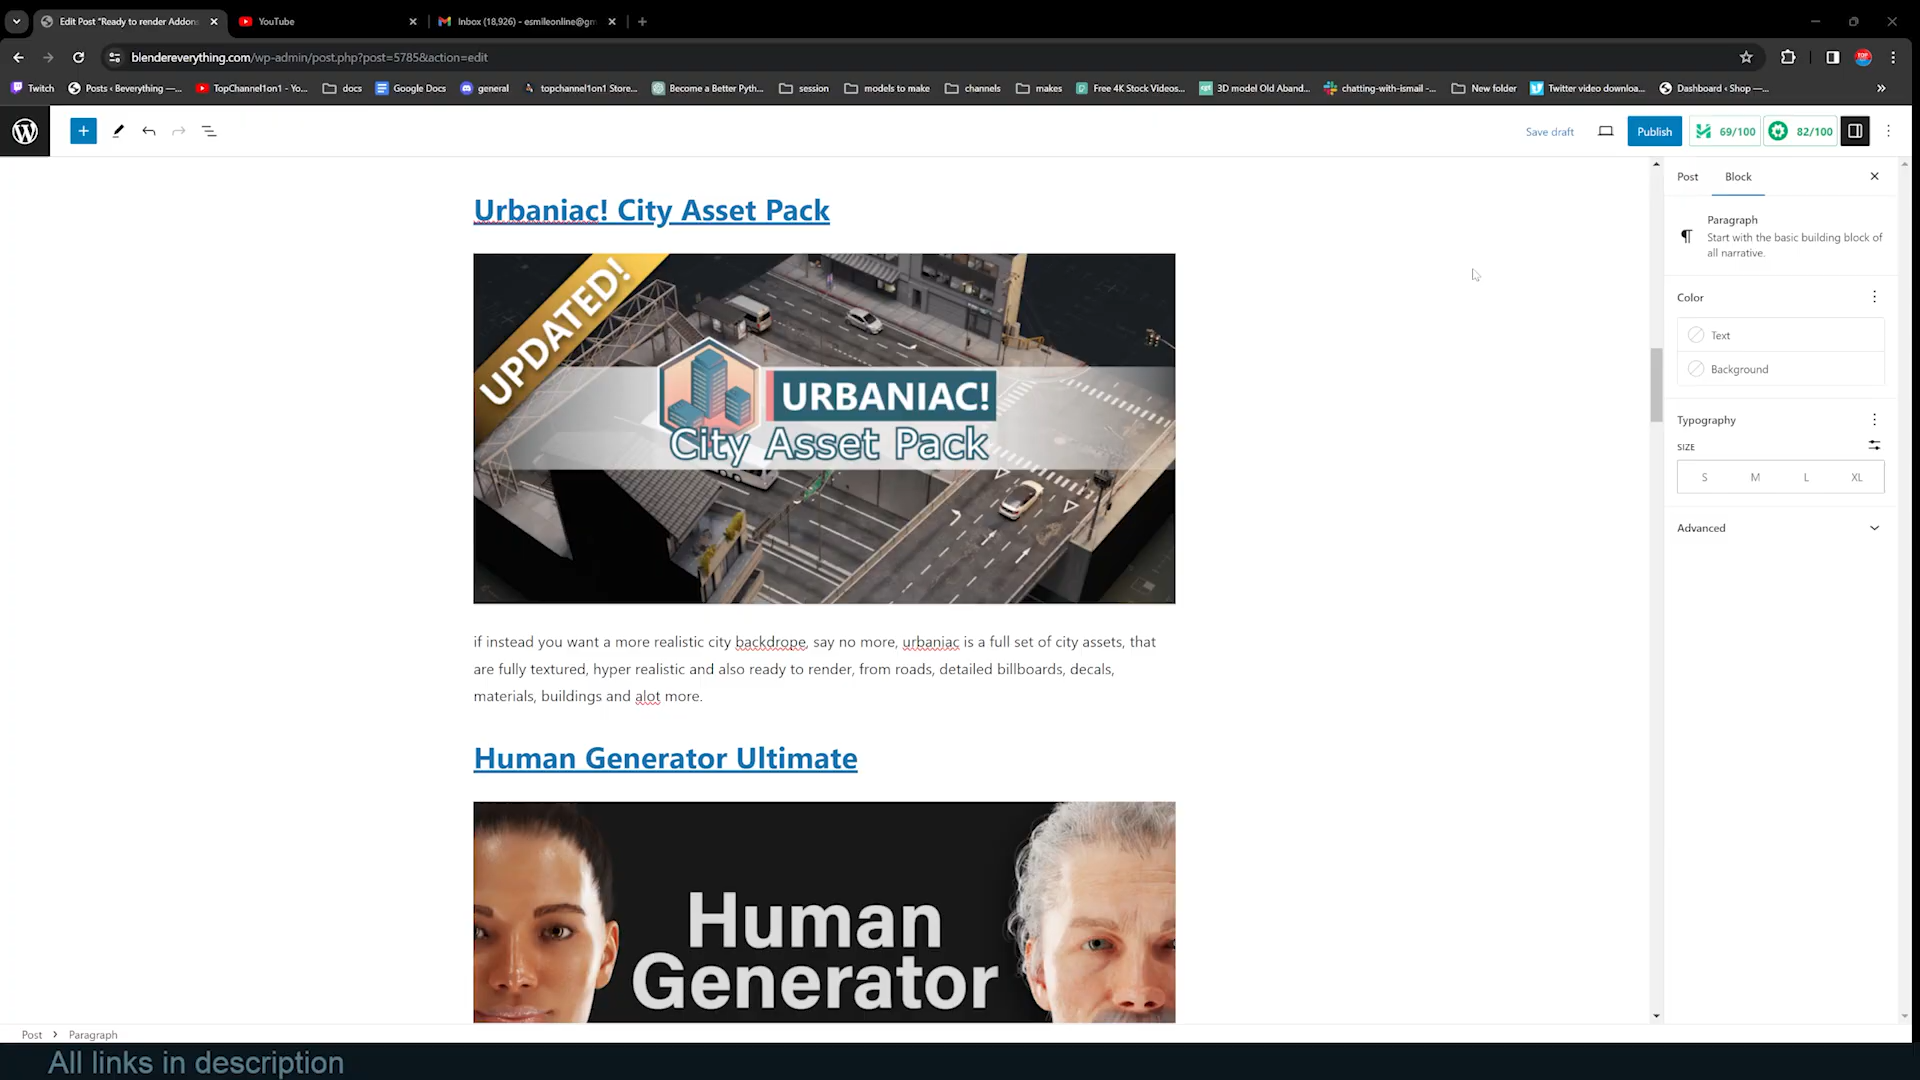 Edit Post "Ready to render Addons
YouTube
Inbox (18,926) - esmileonline@gm
blendereverything.com/wp-admin/post.php?post=5785&action=edit
Twitch
Posts ‹ Beverything —...
TopChannel1on1 - Yo...
docs
Google Docs
general
topchannel1on1 Store...
Become a Better Pyth...
session
models to make
channels
makes
Free 4K Stock Videos...
3D model Old Aband...
chatting-with-ismail -...
New folder
Twitter video downloa...
Dashboard ‹ Shop —...
Save draft
Publish
69/100
82/100
Urbaniac! City Asset Pack
UPDATED!
URBANIAC!
City Asset Pack
if instead you want a more realistic city backdrope, say no more, urbaniac is a full set of city assets, that
are fully textured, hyper realistic and also ready to render, from roads, detailed billboards, decals,
materials, buildings and alot more.
Human Generator Ultimate
Human
Generator
Post
Block
Paragraph
Start with the basic building block of
all narrative.
Color
Text
Background
Typography
SIZE
S M L XL
Advanced
Post > Paragraph
All links in description